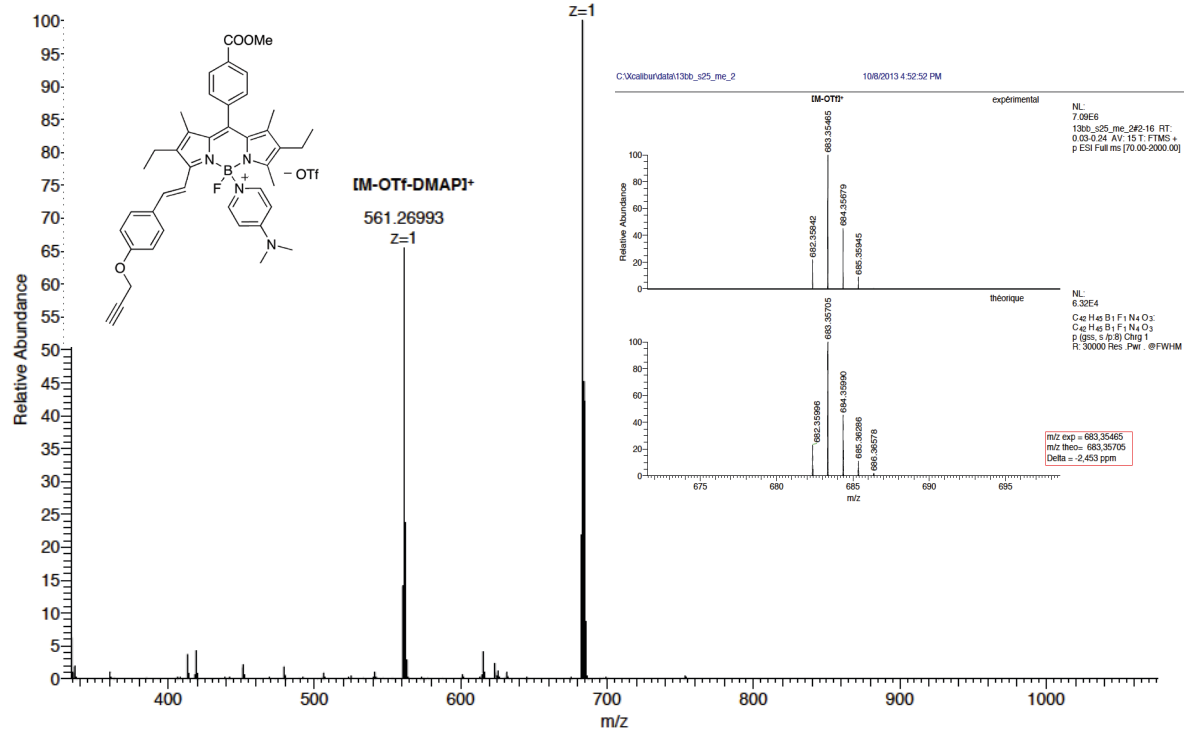 z=1
COOMe
N
N
B
+
F
N
− OTf
N
O
[M-OTf-DMAP]+
561.26993
z=1
Relative Abundance
100
95
90
85
80
75
70
65
60
55
50
45
40
35
30
25
20
15
10
5
0
400
500
600
700
800
900
1000
m/z
C:\Xcalibur\data\13bb_s25_me_2
10/8/2013 4:52:52 PM
[M-OTf]+
expérimental
NL:
7.09E6
13bb_s25_me_2#2-16 RT:
0.03-0.24 AV: 15 T: FTMS +
p ESI Full ms [70.00-2000.00]
Relative Abundance
100
80
60
40
20
0
682.35842
683.35465
684.35679
685.35945
théorique
NL:
6.32E4
C42 H45 B1 F1 N4 O3:
C42 H45 B1 F1 N4 O3
p (gss, s /p:8) Chrg 1
R: 30000 Res .Pwr . @FWHM
100
80
60
40
20
0
682.35996
683.35705
684.35990
685.36286
686.36578
m/z exp = 683,35465
m/z theo= 683,35705
Delta = -2,453 ppm
675
680
685
690
695
m/z